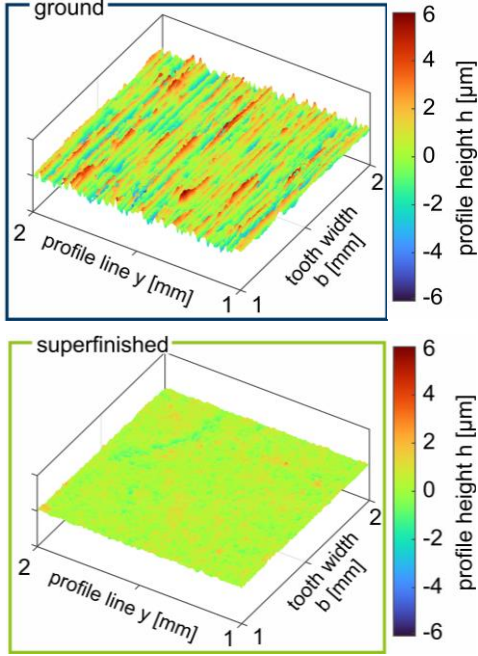 ground
6
4
2
0
-2
-4
-6
profile height h [µm]
2
profile line y [mm]
1
1
tooth width
b [mm]
2
superfinished
6
4
2
0
-2
-4
-6
profile height h [µm]
2
profile line y [mm]
1
1
tooth width
b [mm]
2